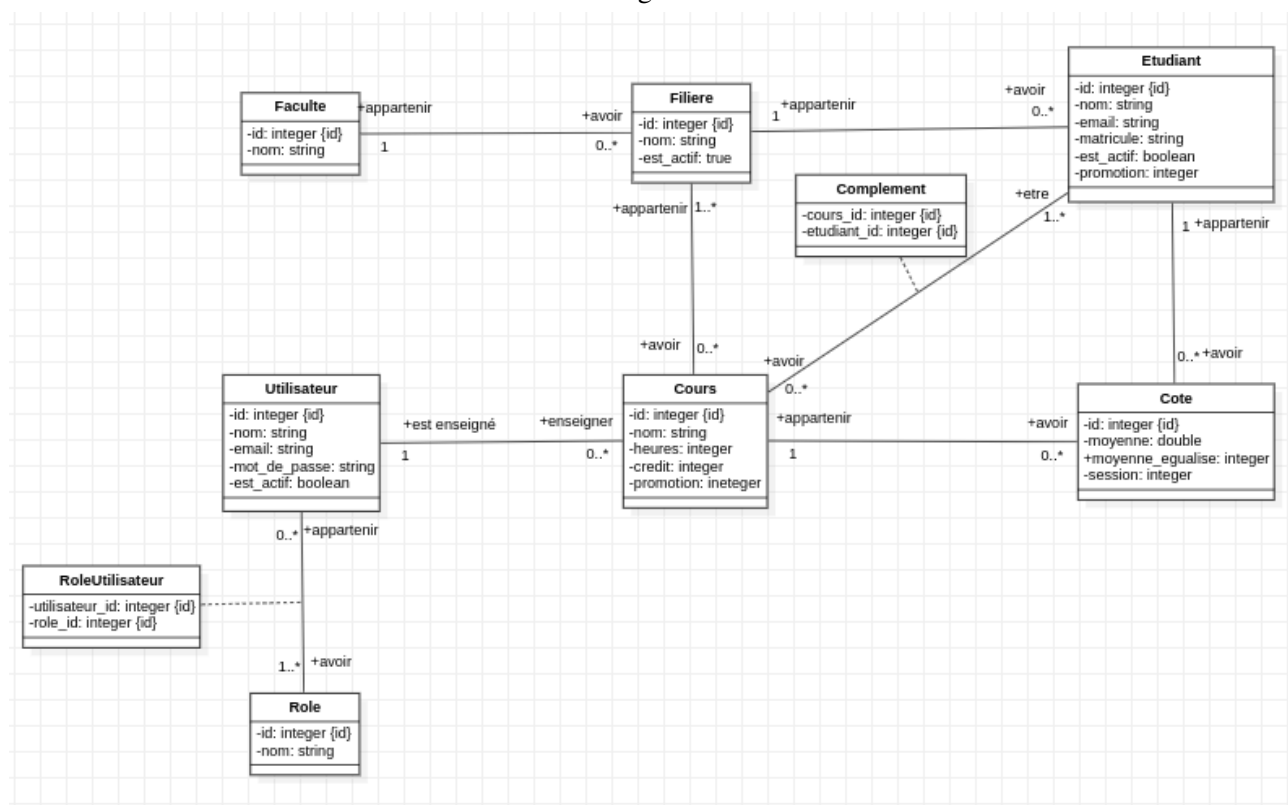 Etudiant
-id: integer {id}
-nom: string
-email: string
-matricule: string
-est_actif: boolean
-promotion: integer
Faculte
-id: integer {id}
-nom: string
+appartenir
1
+avoir
0..*
Filiere
-id: integer {id}
-nom: string
-est_actif: true
+appartenir
1
+avoir
0..*
+appartenir
1..*
Complement
-cours_id: integer {id}
-etudiant_id: integer {id}
+etre
1..*
1
+appartenir
+avoir
0..*
+avoir
0..*
0..*
+avoir
Utilisateur
-id: integer {id}
-nom: string
-email: string
-mot_de_passe: string
-est_actif: boolean
+est enseigné
1
+enseigner
0..*
Cours
-id: integer {id}
-nom: string
-heures: integer
-credit: integer
-promotion: ineteger
+appartenir
1
+avoir
0..*
Cote
-id: integer {id}
-moyenne: double
+moyenne_egualise: integer
-session: integer
0..*
+appartenir
RoleUtilisateur
-utilisateur_id: integer {id}
-role_id: integer {id}
1..*
+avoir
Role
-id: integer {id}
-nom: string